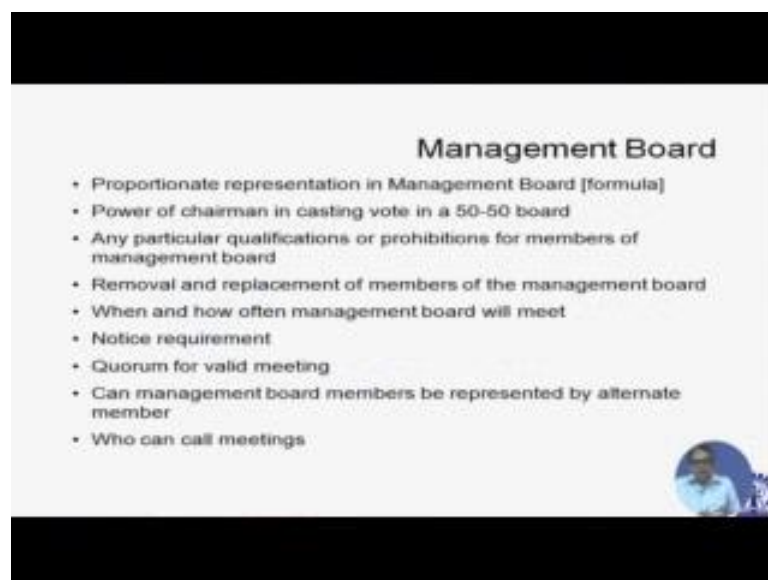 Management Board
• Proportionate representation in Management Board [formula]
• Power of chairman in casting vote in a 50-50 board
• Any particular qualifications or prohibitions for members of
management board
• Removal and replacement of members of the management board
• When and how often management board will meet
• Notice requirement
• Quorum for valid meeting
• Can management board members be represented by alternate
member
• Who can call meetings